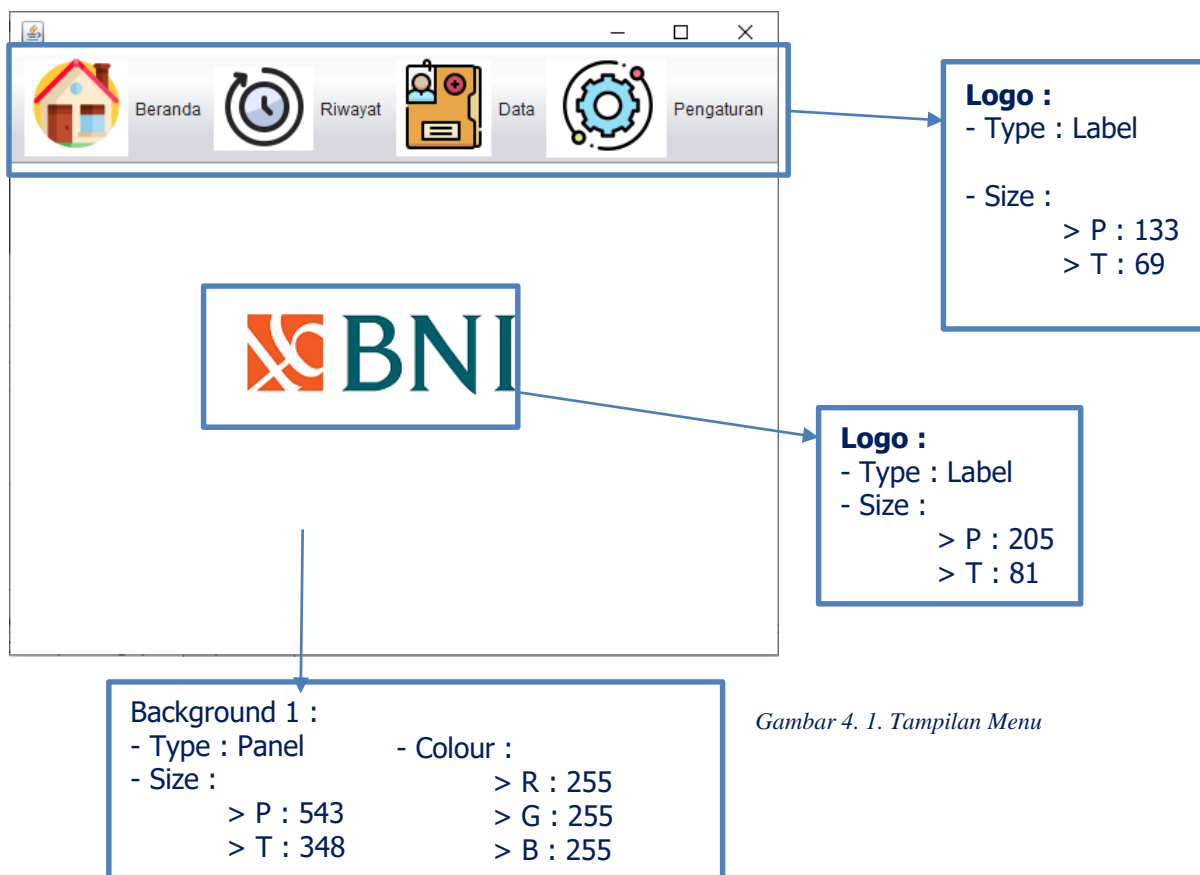 Beranda
Riwayat
Data
Pengaturan
Logo :
- Type : Label
- Size :
> P : 133
> T : 69
BNI
Logo :
- Type : Label
- Size :
> P : 205
> T : 81
Background 1 :
- Type : Panel
- Size :
> P : 543
> T : 348
- Colour :
> R : 255
> G : 255
> B : 255
Gambar 4. 1. Tampilan Menu